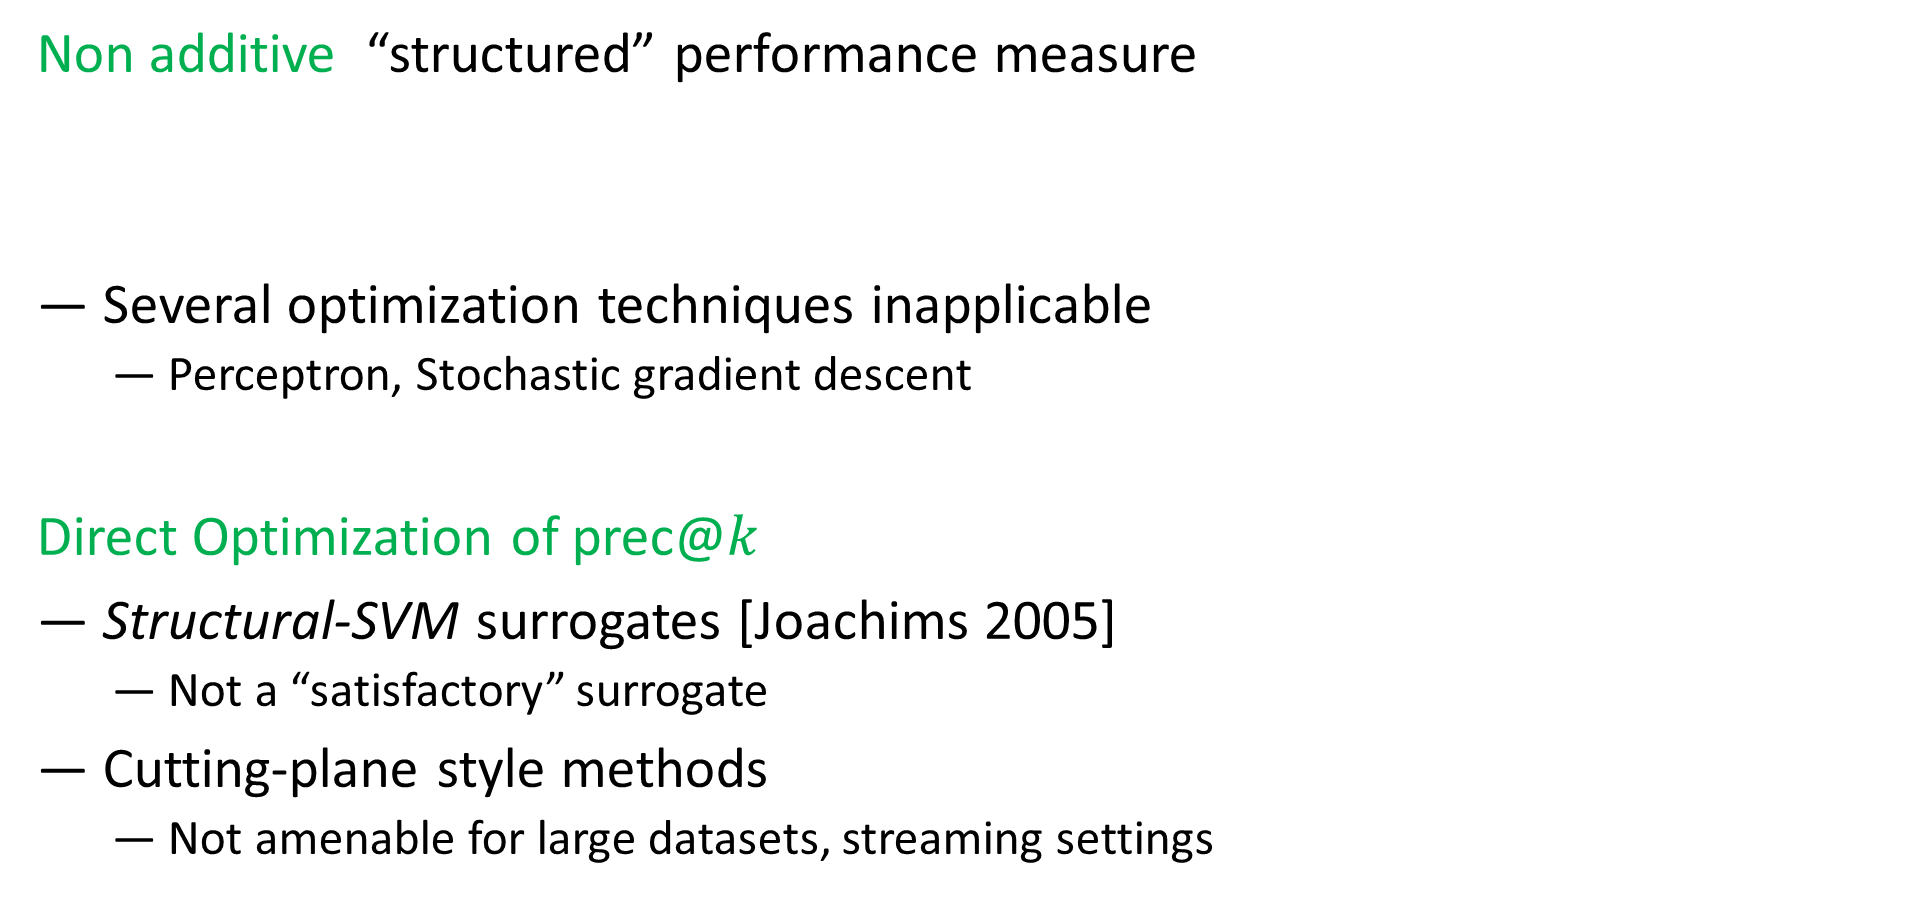 Non additive “structured” performance measure
— Several optimization techniques inapplicable
— Perceptron, Stochastic gradient descent
Direct Optimization of prec@k
— Structural-SVM surrogates [Joachims 2005]
— Not a “satisfactory” surrogate
— Cutting-plane style methods
— Not amenable for large datasets, streaming settings